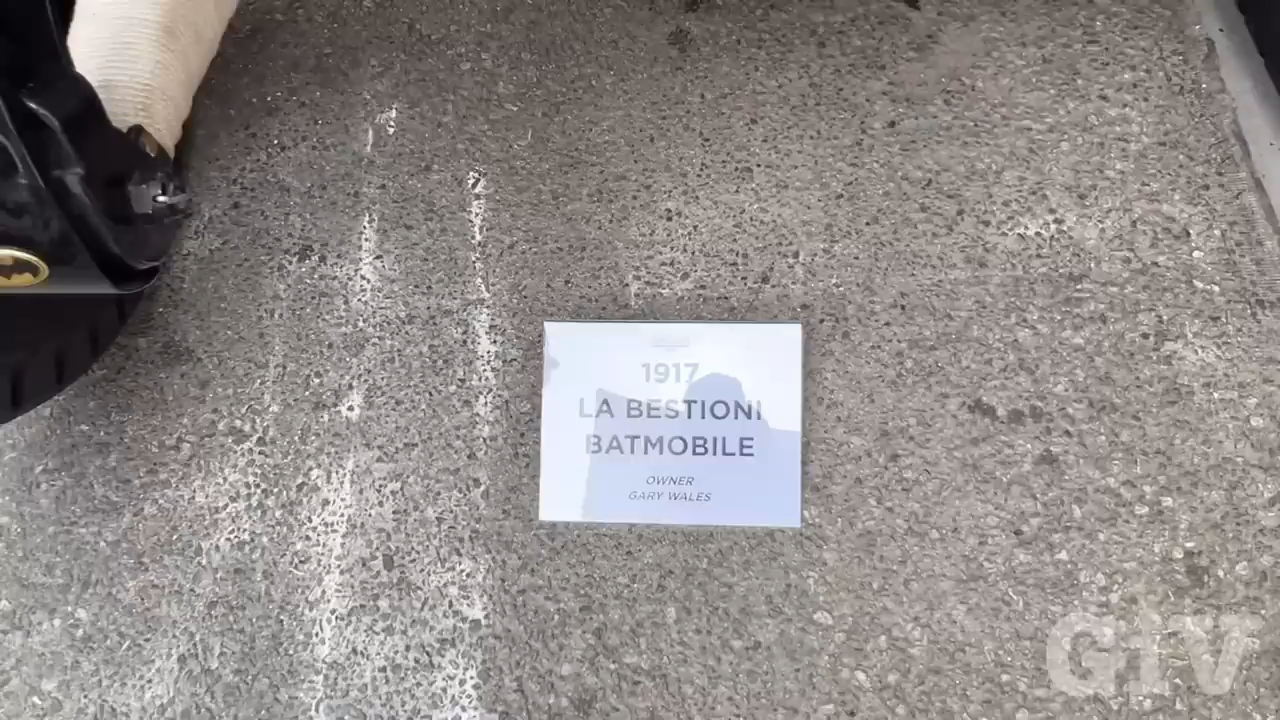 1917
LA BESTIONI
BATMOBILE
OWNER
GARY WALES
GTV